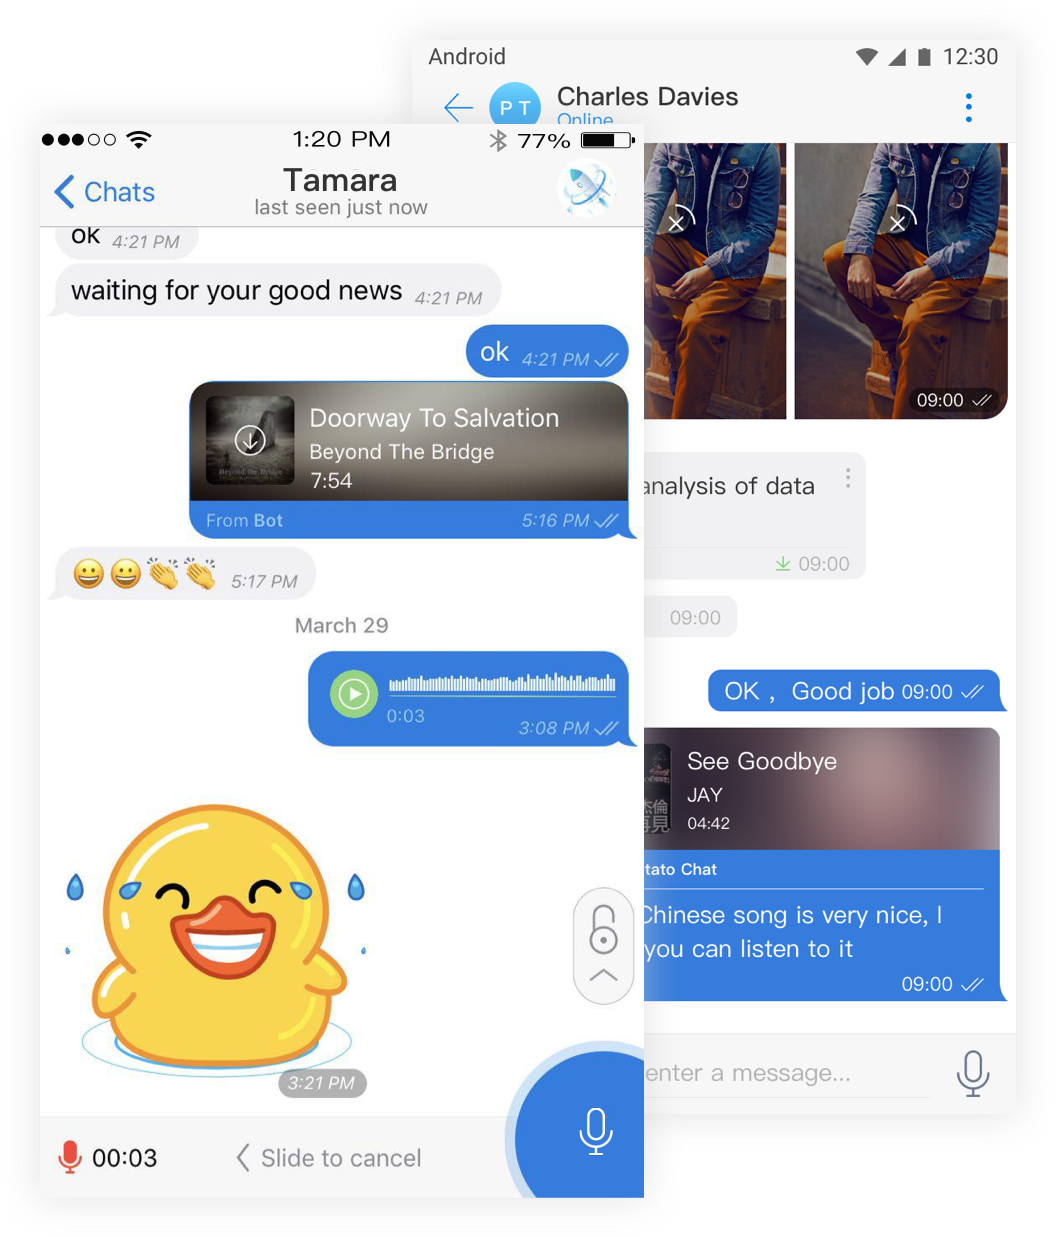 Android
12:30
P T
Charles Davies
Online
1:20 PM
77%
Chats
Tamara
last seen just now
ok 4:21 PM
waiting for your good news 4:21 PM
ok 4:21 PM
Doorway To Salvation
Beyond The Bridge
7:54
From Bot 5:16 PM
5:17 PM
March 29
0:03
3:08 PM
3:21 PM
00:03
Slide to cancel
09:00
analysis of data
09:00
09:00
OK , Good job 09:00
See Goodbye
JAY
04:42
杰倫
再見
tato Chat
Chinese song is very nice, I
you can listen to it
09:00
enter a message...